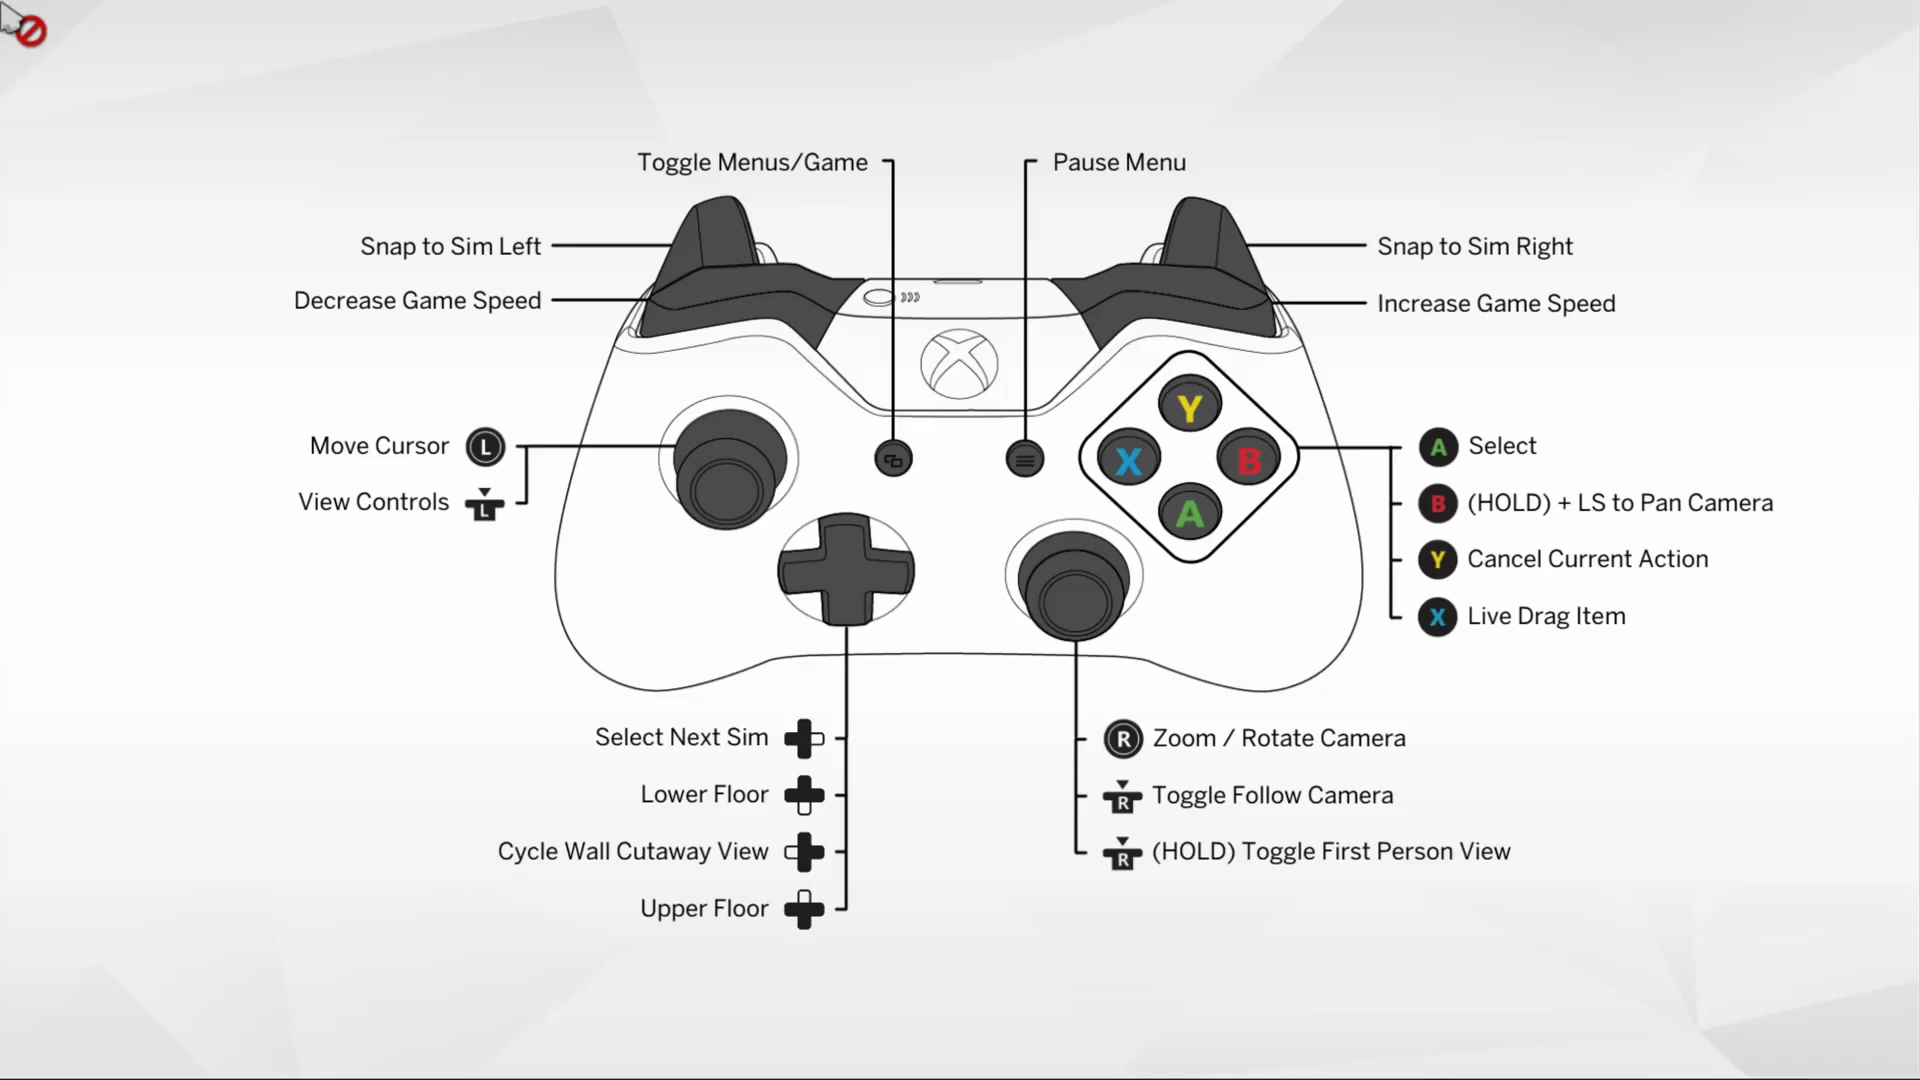 Toggle Menus/Game
Pause Menu
Snap to Sim Left
Snap to Sim Right
Decrease Game Speed
Increase Game Speed
Y
X
B
A
Move Cursor L
View Controls L
A Select
B (HOLD) + LS to Pan Camera
Y Cancel Current Action
X Live Drag Item
Select Next Sim
Lower Floor
Cycle Wall Cutaway View
Upper Floor
R Zoom / Rotate Camera
R Toggle Follow Camera
R (HOLD) Toggle First Person View